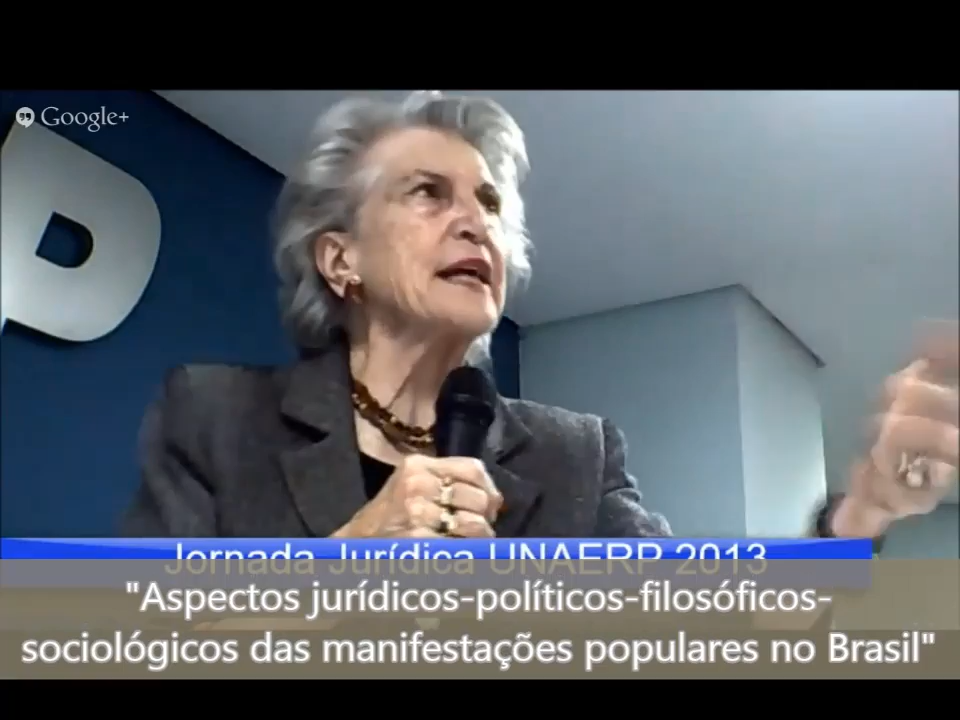 Google+
P
Jornada Jurídica UNAERP 2013
"Aspectos jurídicos-políticos-filosóficos-
sociológicos das manifestações populares no Brasil"